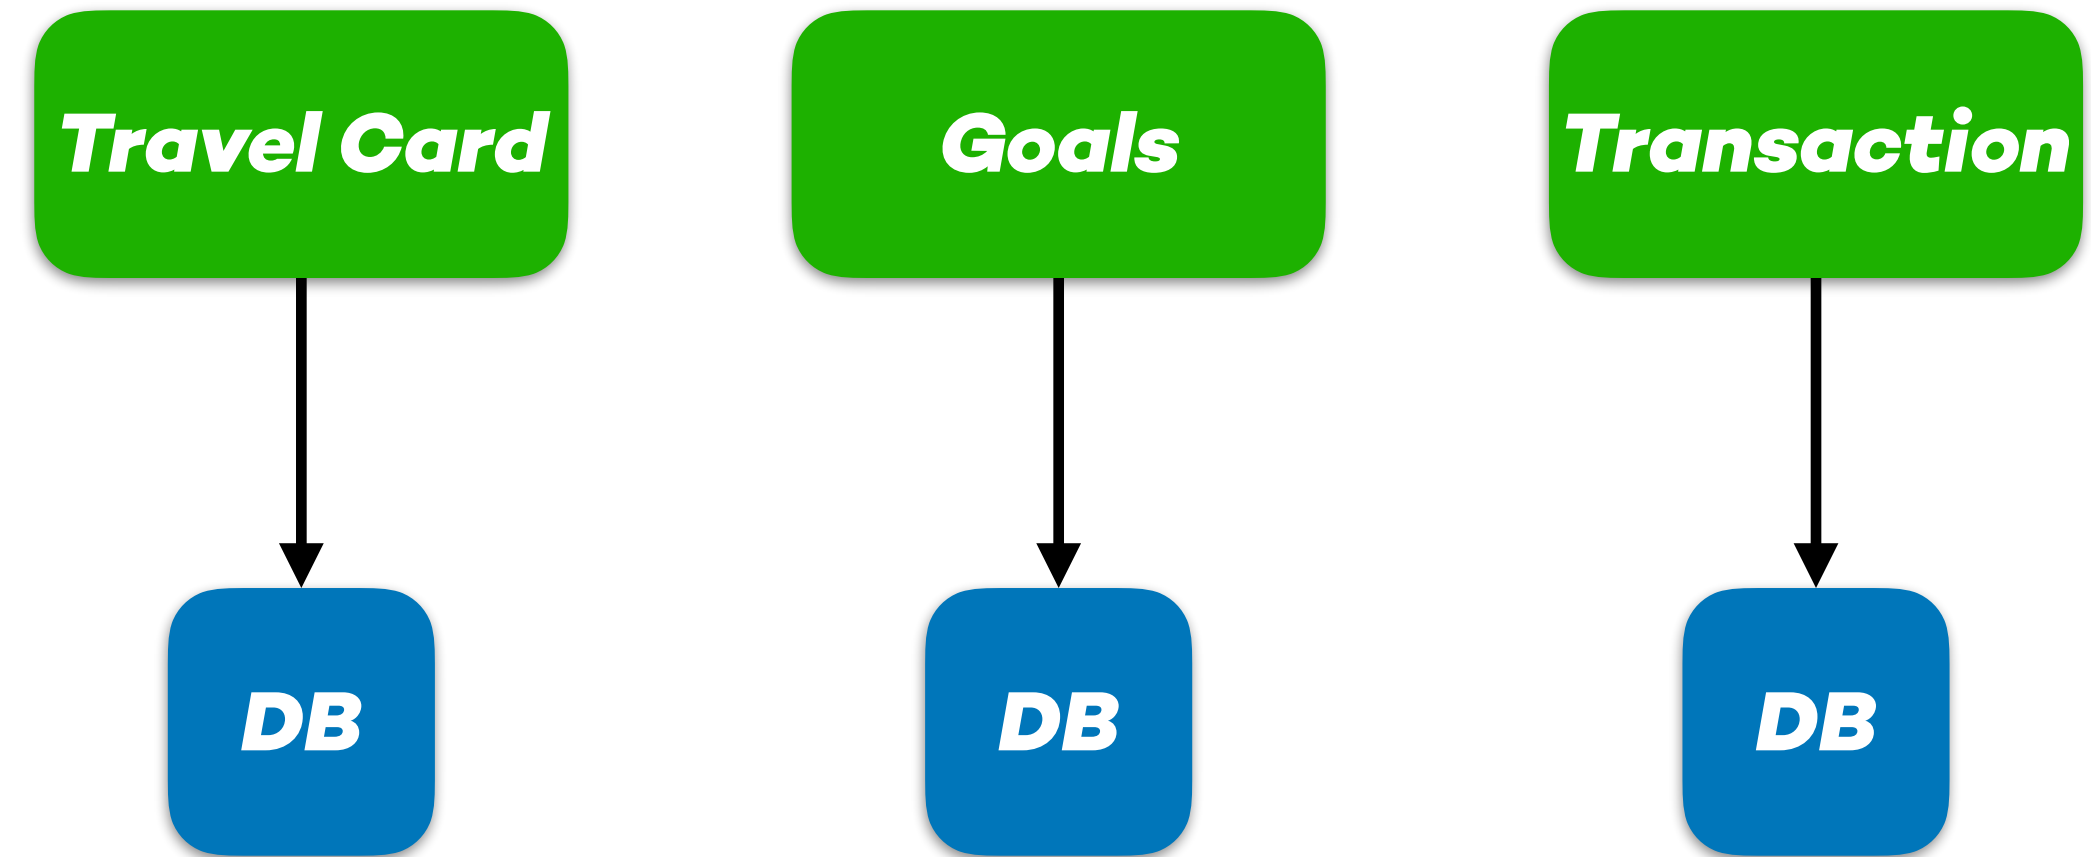 Travel Card
Goals
Transaction
DB
DB
DB